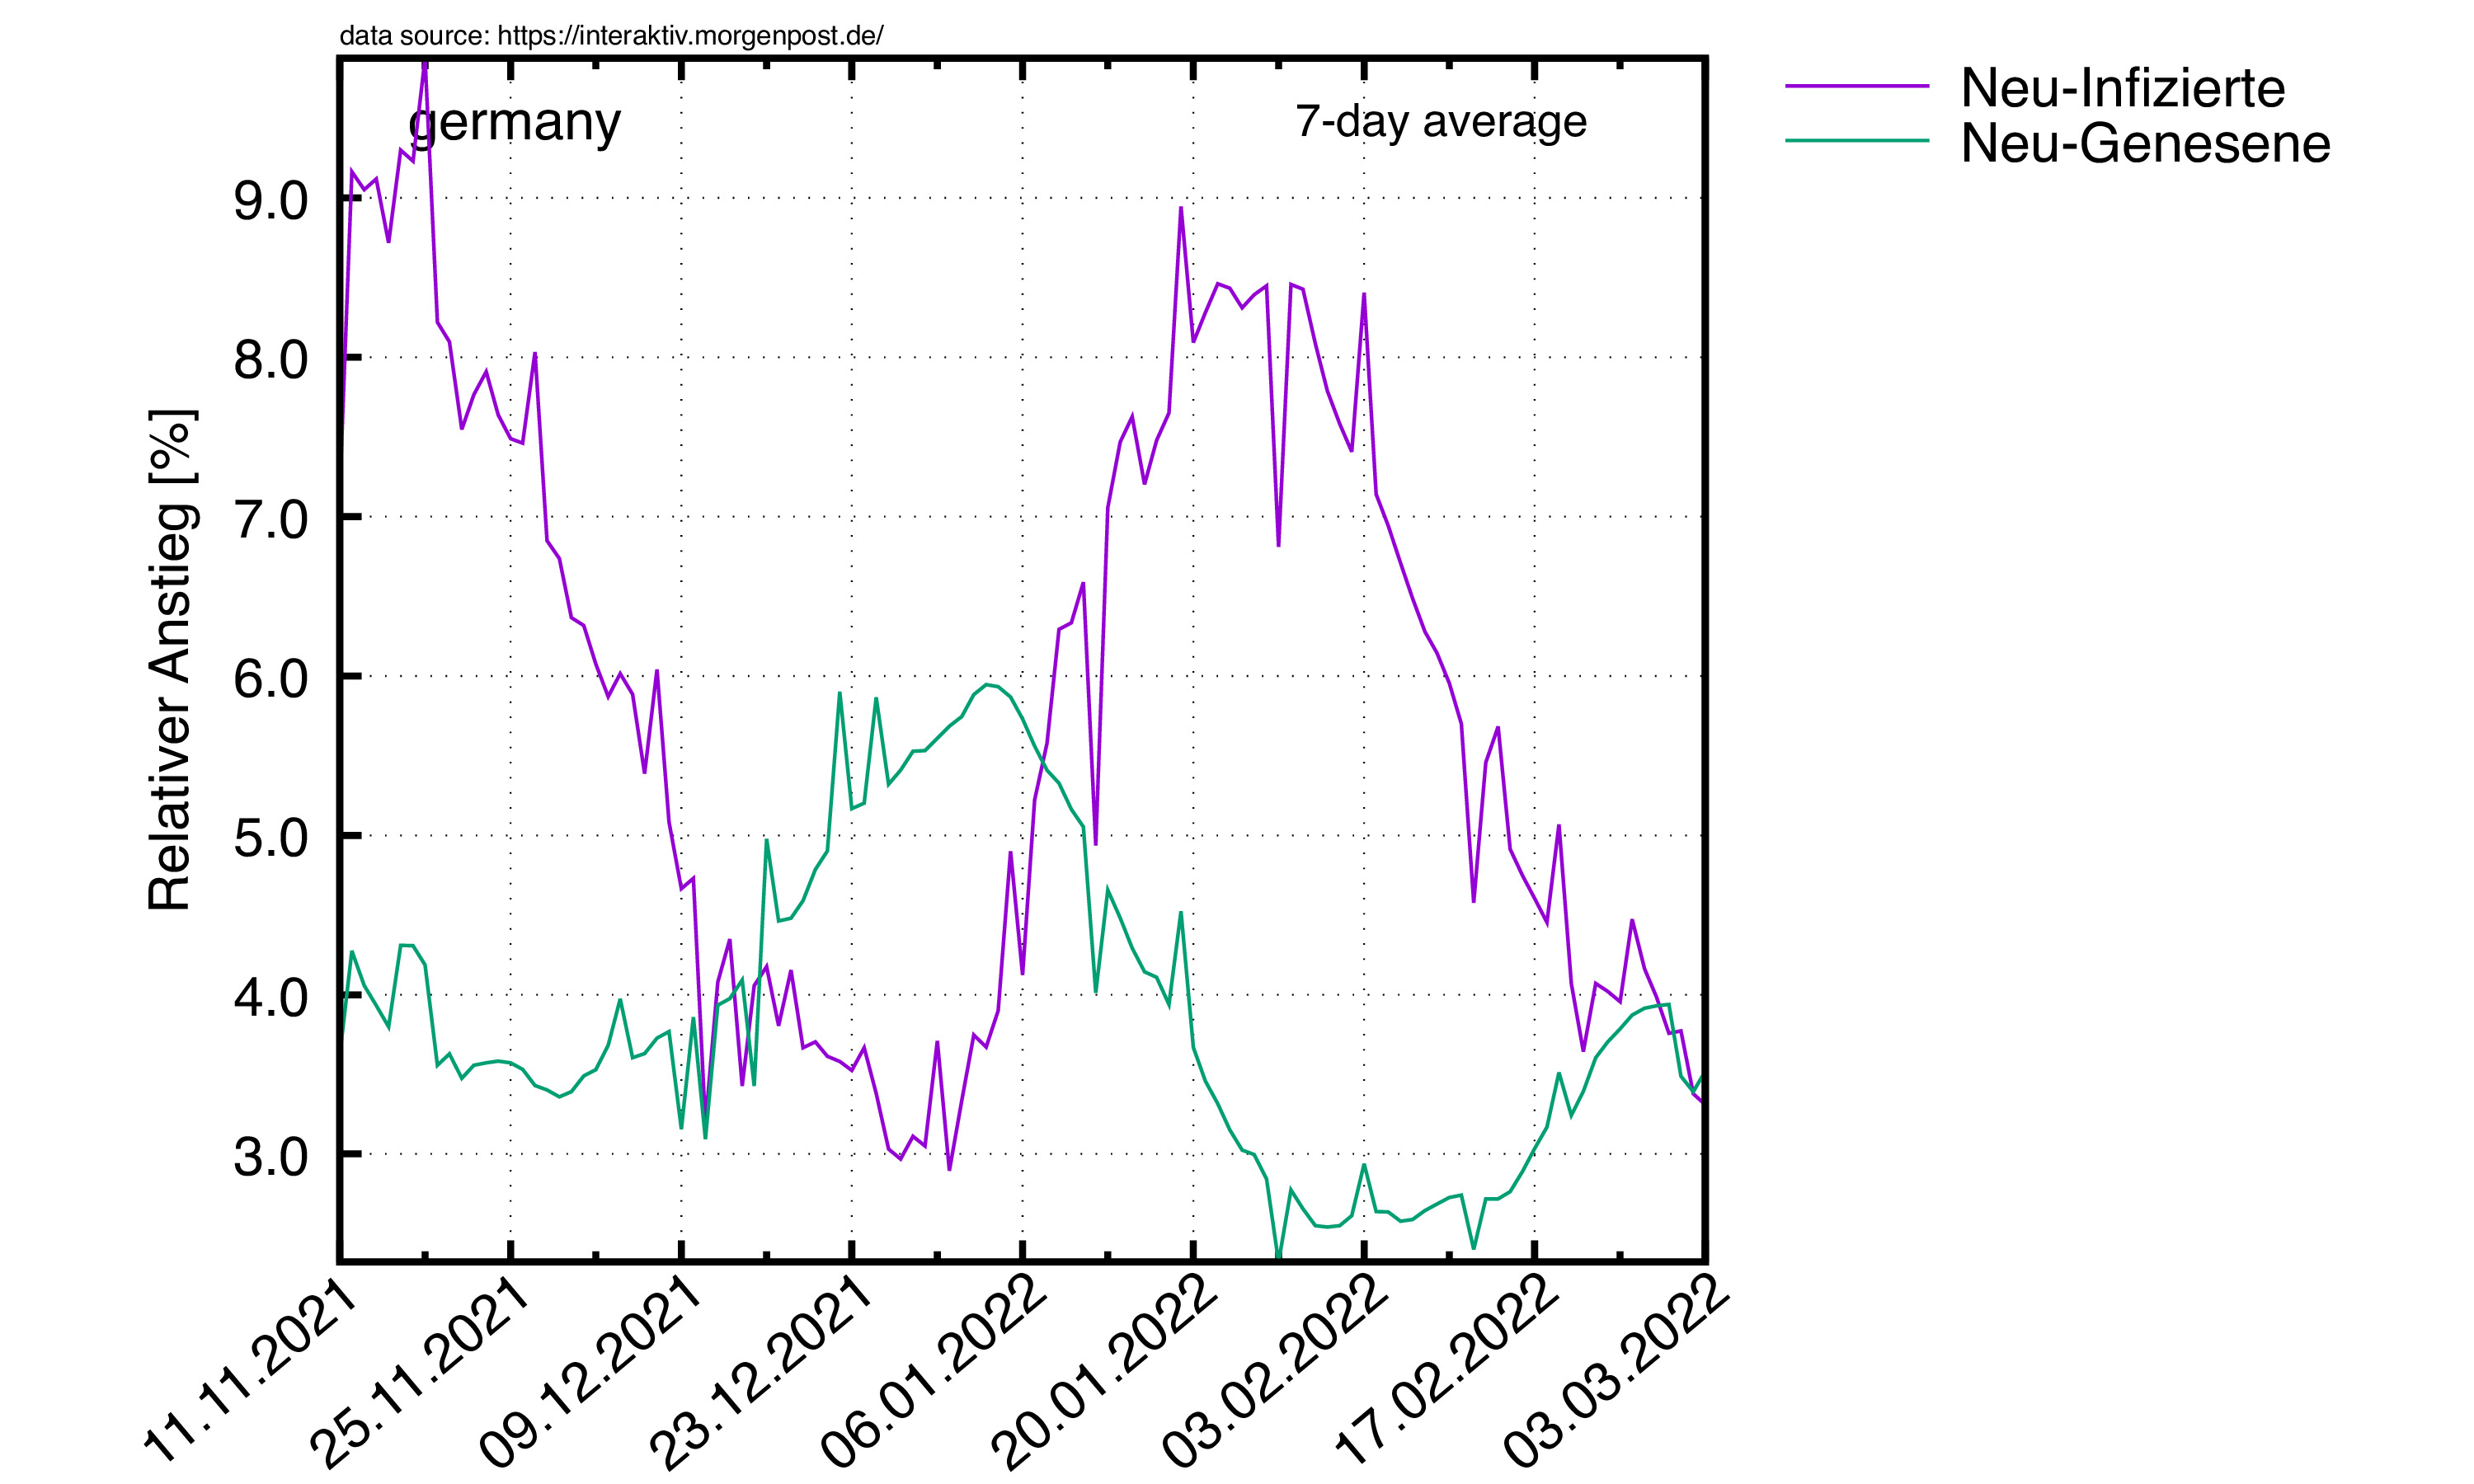 data source: https://interaktiv.morgenpost.de/
germany
7-day average
Neu-Infizierte
Neu-Genesene
Relativer Anstieg [%]
9.0
8.0
7.0
6.0
5.0
4.0
3.0
11.11.2021
25.11.2021
09.12.2021
23.12.2021
06.01.2022
20.01.2022
03.02.2022
17.02.2022
03.03.2022